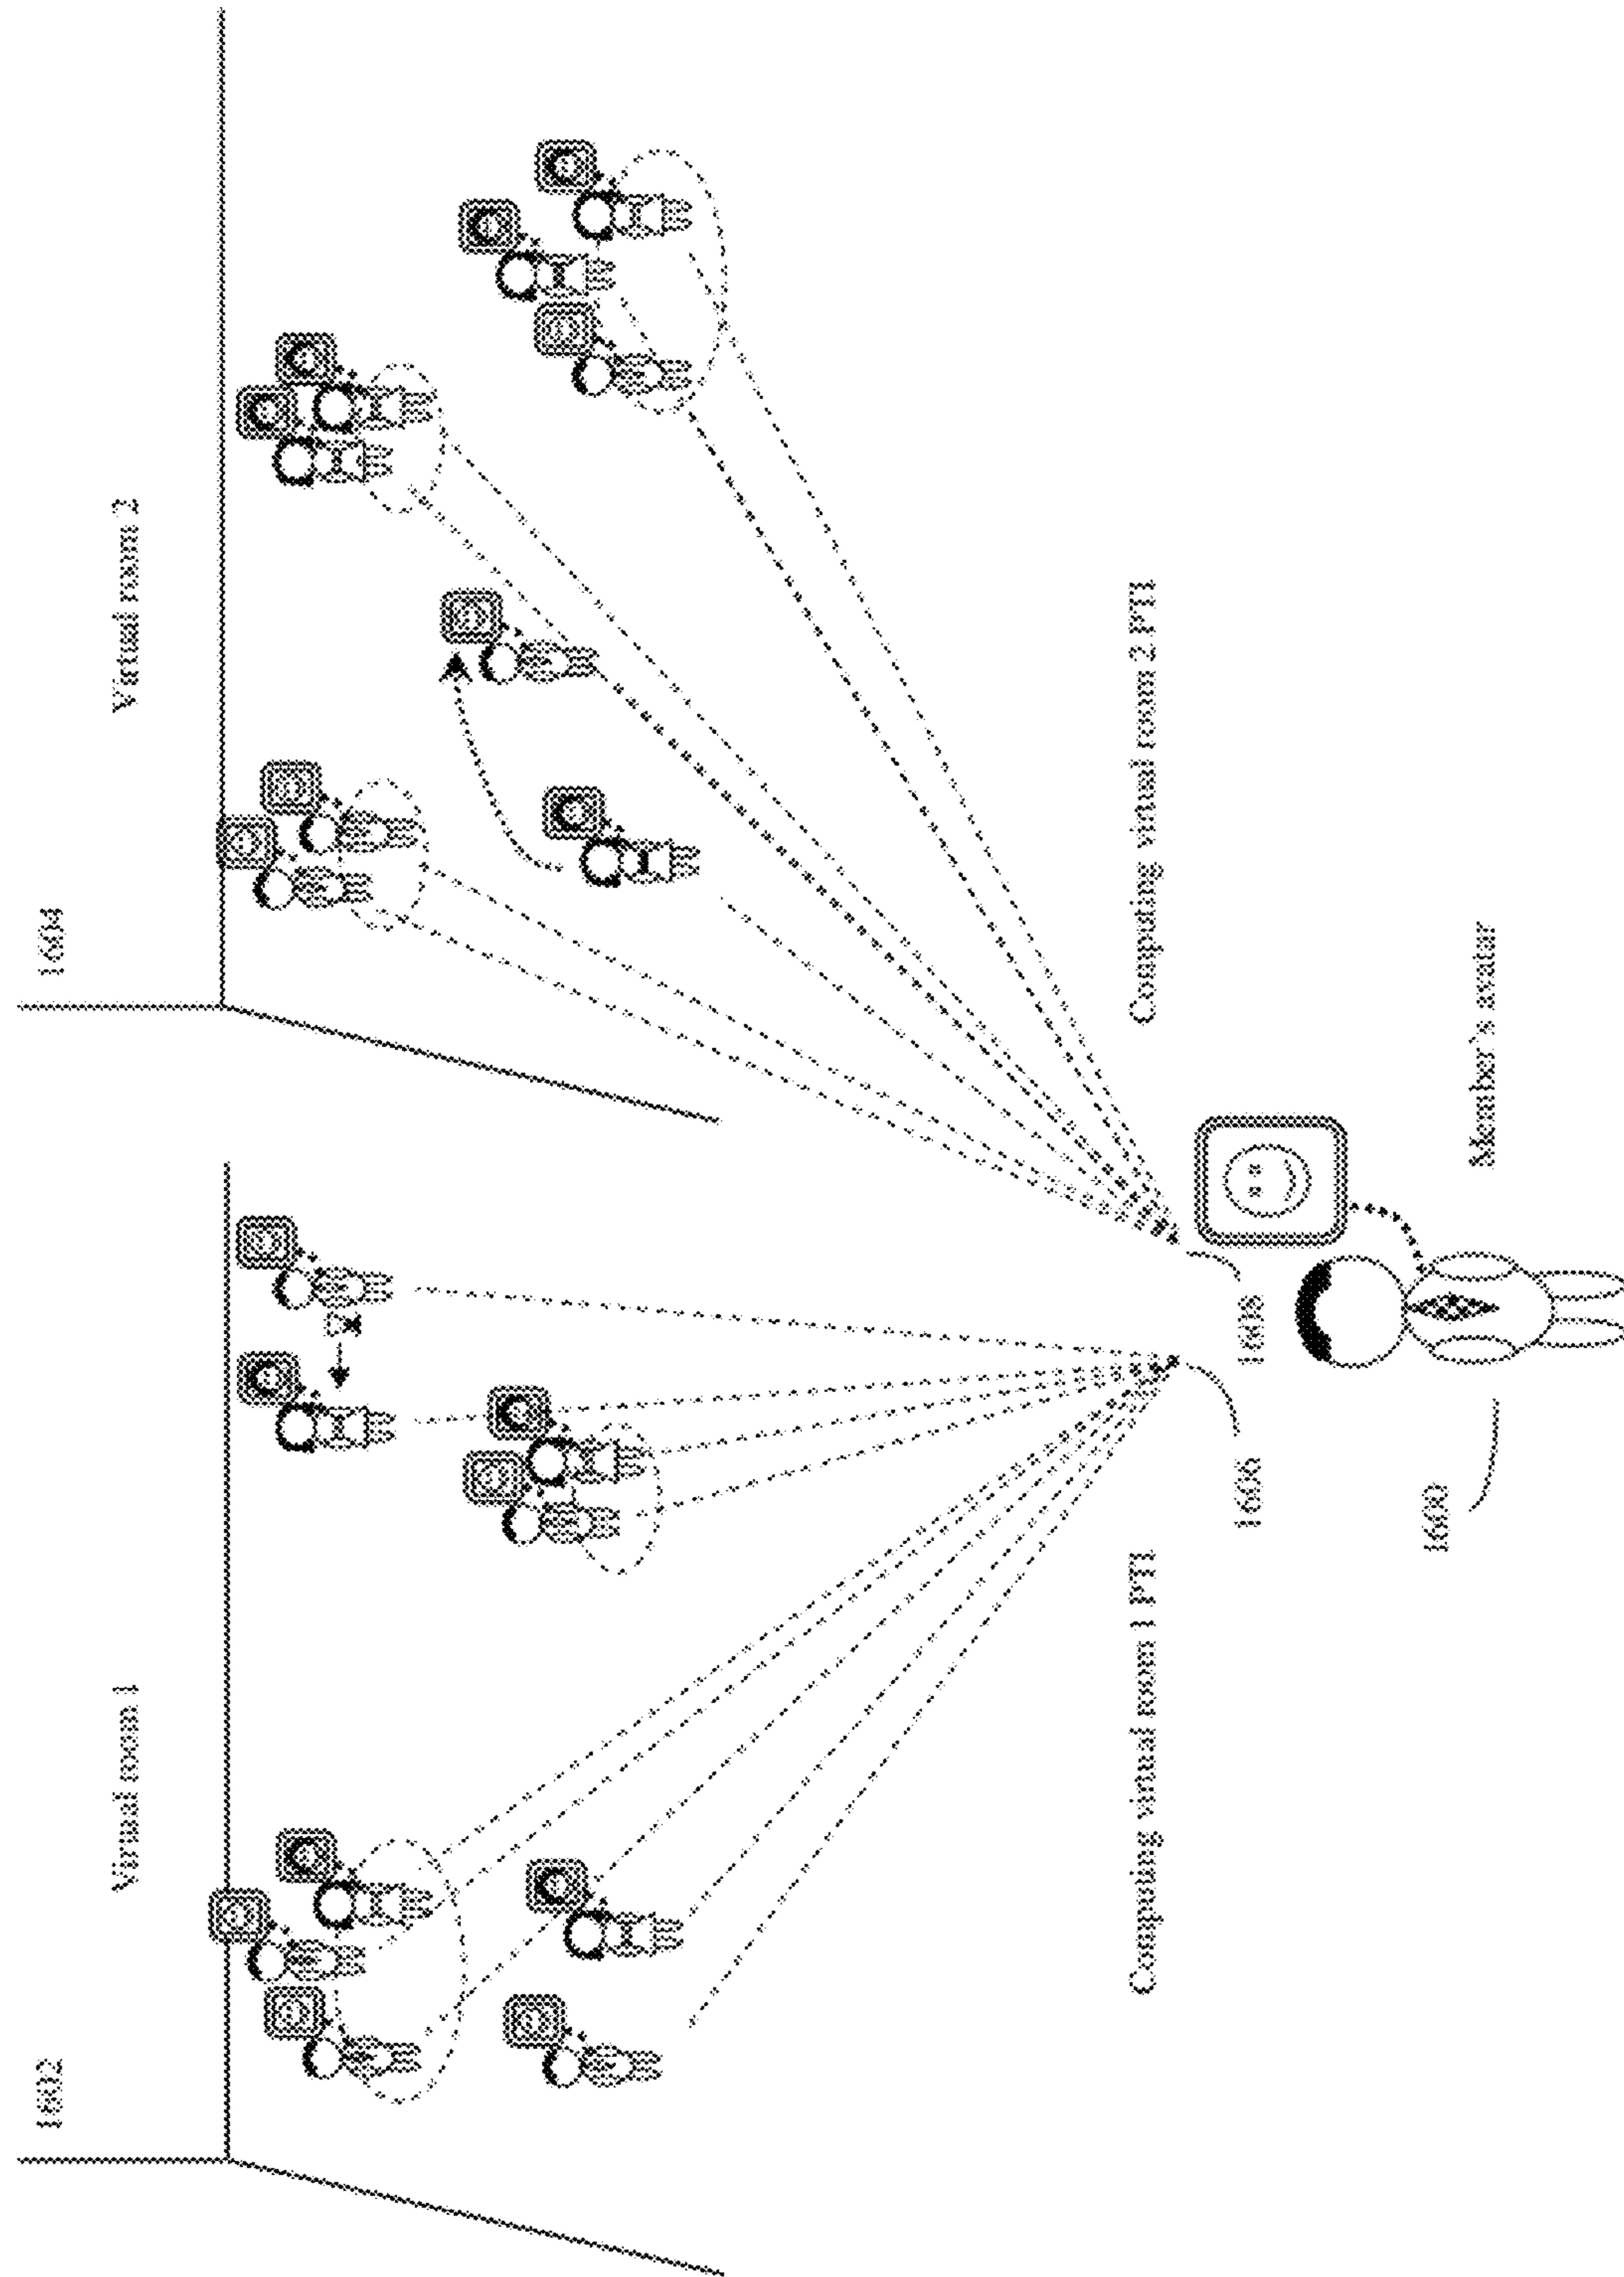 1602
1604
Virtual room 1
Virtual room 2
Computing virtual room 1 PTI
Computing virtual room 2 PTI
1606
1608
1600
Member's avatar